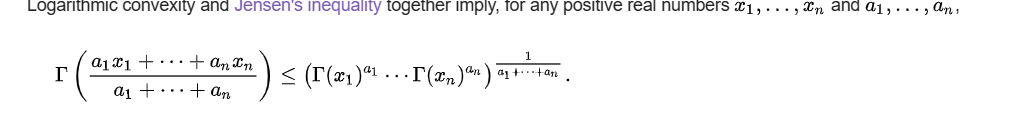 Logarithmic convexity and Jensen's inequality together imply, for any positive real numbers x₁, . . . , xₙ and a₁, . . . , aₙ,
Γ((a₁x₁ + ⋯ + aₙxₙ)/(a₁ + ⋯ + aₙ)) ≤ (Γ(x₁)^{a₁} ⋯ Γ(xₙ)^{aₙ})^{1/(a₁+⋯+aₙ)}.